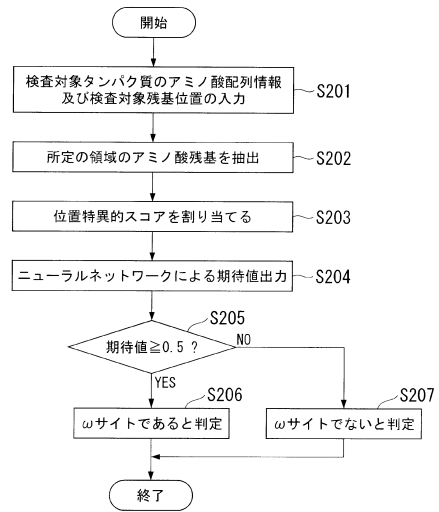 開始
検査対象タンパク質のアミノ酸配列情報
及び検査対象残基位置の入力
S201
所定の領域のアミノ酸残基を抽出
S202
位置特異的スコアを割り当てる
S203
ニューラルネットワークによる期待値出力
S204
S205
期待値≧0.5 ?
NO
YES
S206
ωサイトであると判定
S207
ωサイトでないと判定
終了